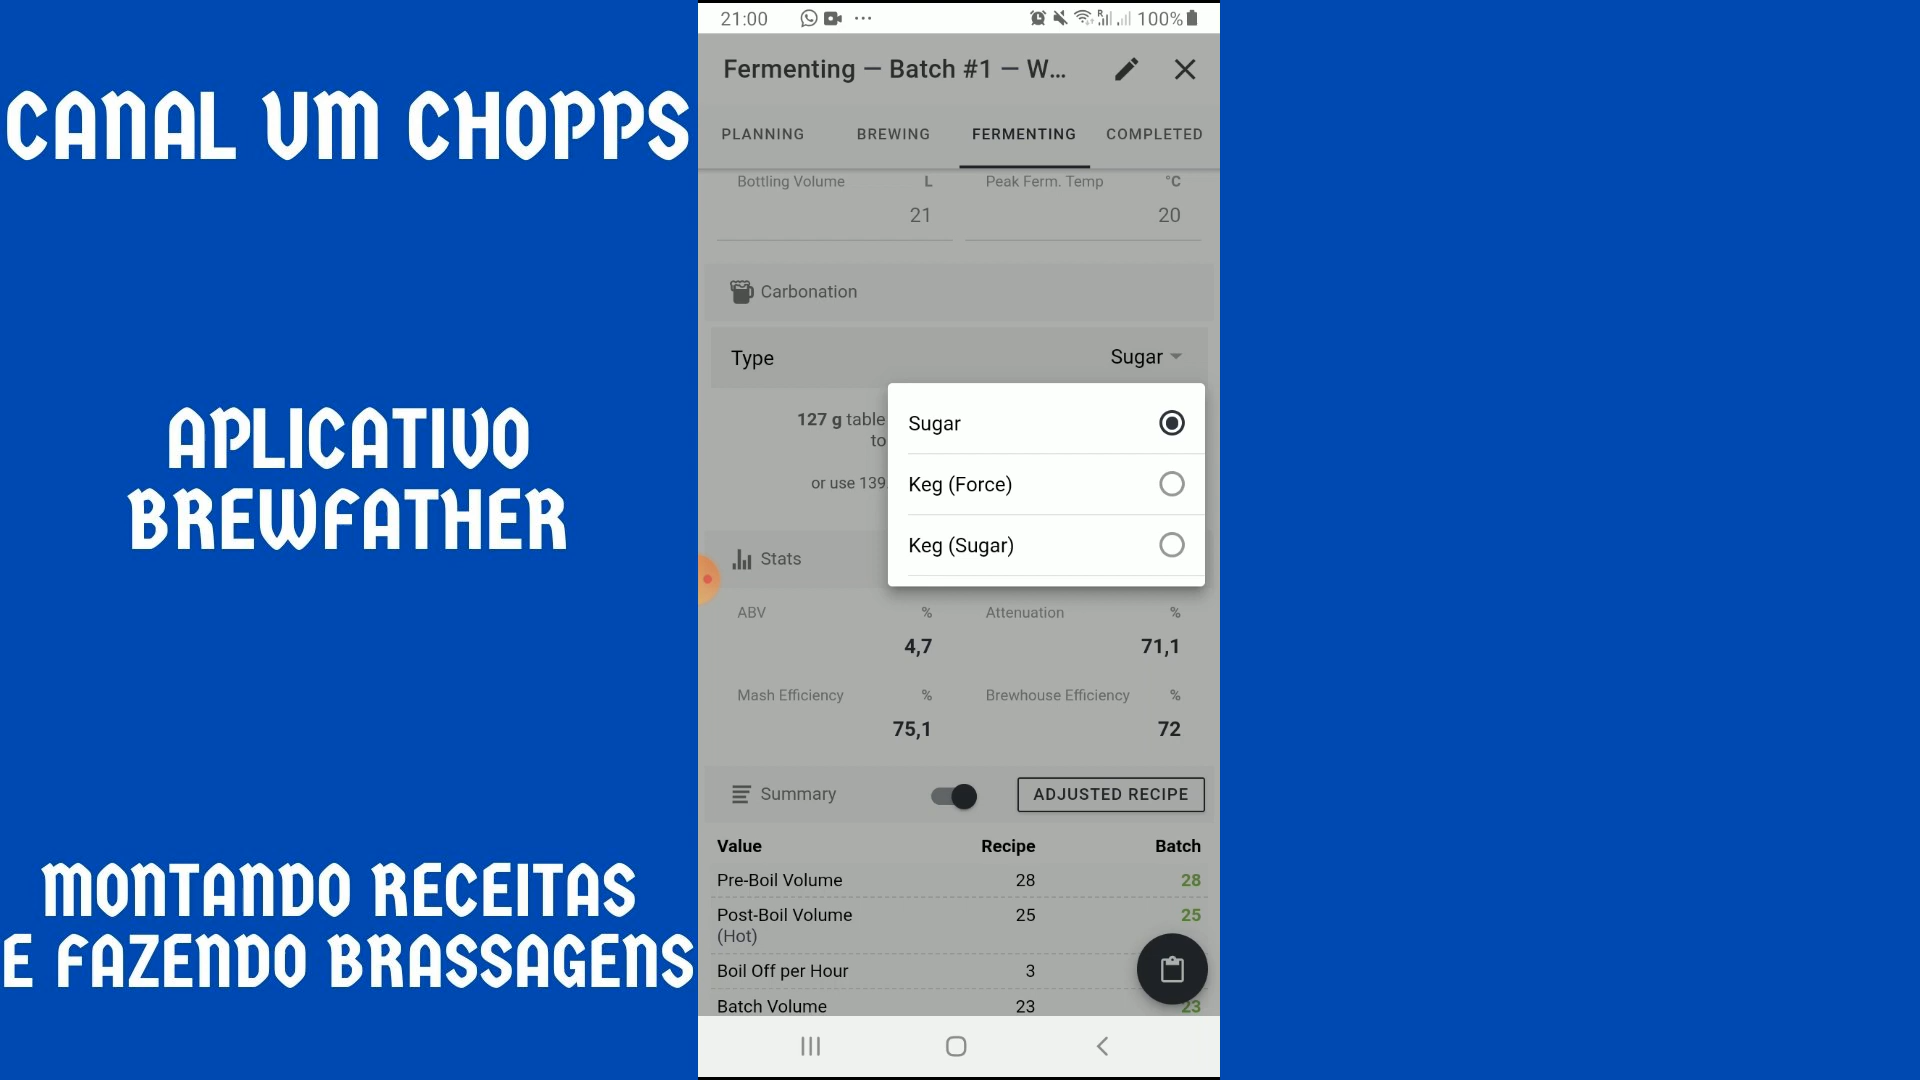 CANAL UM CHOPPS
APLICATIVO
BREWFATHER
MONTANDO RECEITAS
E FAZENDO BRASSAGENS
21:00
100%
Fermenting — Batch #1 — W...
PLANNING BREWING FERMENTING COMPLETED
Bottling Volume L Peak Ferm. Temp °C
21 20
Carbonation
Type Sugar
127 g table
to
or use 139
Sugar
Keg (Force)
Keg (Sugar)
Stats
ABV % Attenuation %
4,7 71,1
Mash Efficiency % Brewhouse Efficiency %
75,1 72
Summary ADJUSTED RECIPE
Value Recipe Batch
Pre-Boil Volume 28 28
Post-Boil Volume 25 25
(Hot)
Boil Off per Hour 3
Batch Volume 23 23